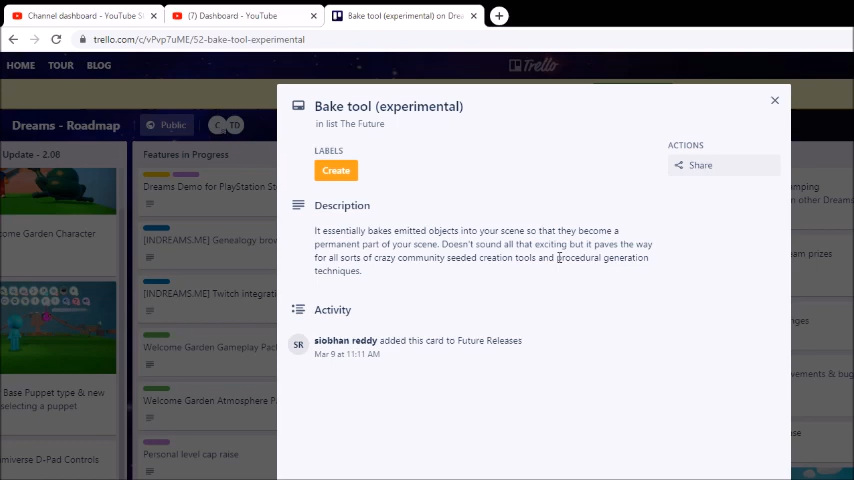 Channel dashboard - YouTube S
(7) Dashboard - YouTube
Bake tool (experimental) on Drea
trello.com/c/vPvp7uME/52-bake-tool-experimental
HOME TOUR BLOG
Trello
Dreams - Roadmap
Public
C TD
Update - 2.08
ome Garden Character
Base Puppet type & new
selecting a puppet
miverse D-Pad Controls
Features in Progress
Dreams Demo for PlayStation St
[INDREAMS.ME] Genealogy brow
[INDREAMS.ME] Twitch integrati
Welcome Garden Gameplay Pac
Welcome Garden Atmosphere P
Personal level cap raise
Bake tool (experimental)
in list The Future
LABELS
Create
Description
It essentially bakes emitted objects into your scene so that they become a
permanent part of your scene. Doesn't sound all that exciting but it paves the way
for all sorts of crazy community seeded creation tools and procedural generation
techniques.
Activity
SR
siobhan reddy added this card to Future Releases
Mar 9 at 11:11 AM
ACTIONS
Share
mping
n other Dream
am prizes
nges
vements & bug
se